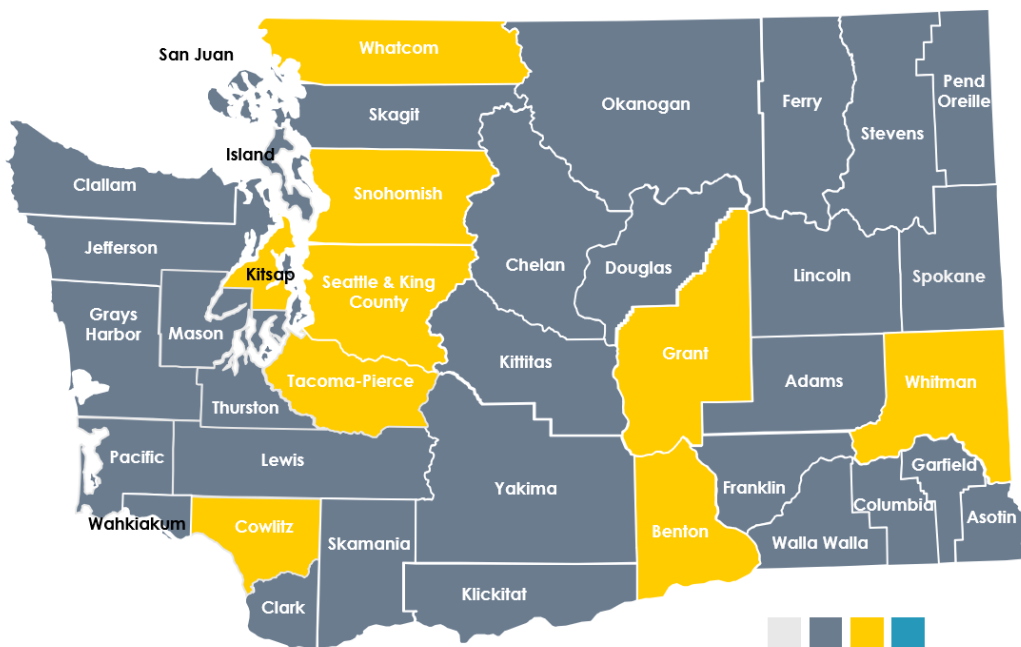 Whatcom
San Juan
Skagit
Okanogan
Ferry
Stevens
Pend
Oreille
Island
Clallam
Snohomish
Jefferson
Kitsap
Seattle & King
County
Chelan
Douglas
Lincoln
Spokane
Grays
Harbor
Mason
Kittitas
Grant
Adams
Whitman
Tacoma-Pierce
Thurston
Pacific
Lewis
Yakima
Franklin
Garfield
Columbia
Asotin
Wahkiakum
Cowlitz
Skamania
Benton
Walla Walla
Clark
Klickitat